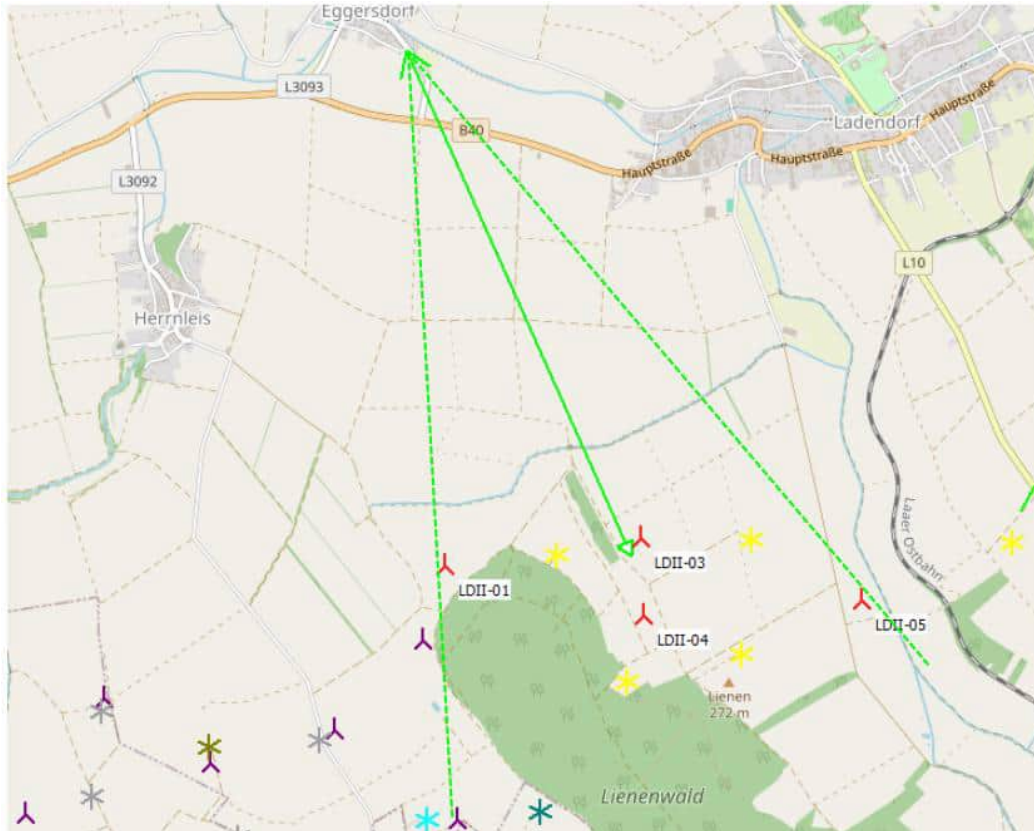 Eggersdorf
L3093
B40
Hauptstraße
Ladendorf
Hauptstraße
Hauptstraße
L3092
L10
Herrnleis
Laaer Ostbahn
LDII-03
LDII-01
LDII-05
LDII-04
Lienen
272 m
Lienenwald